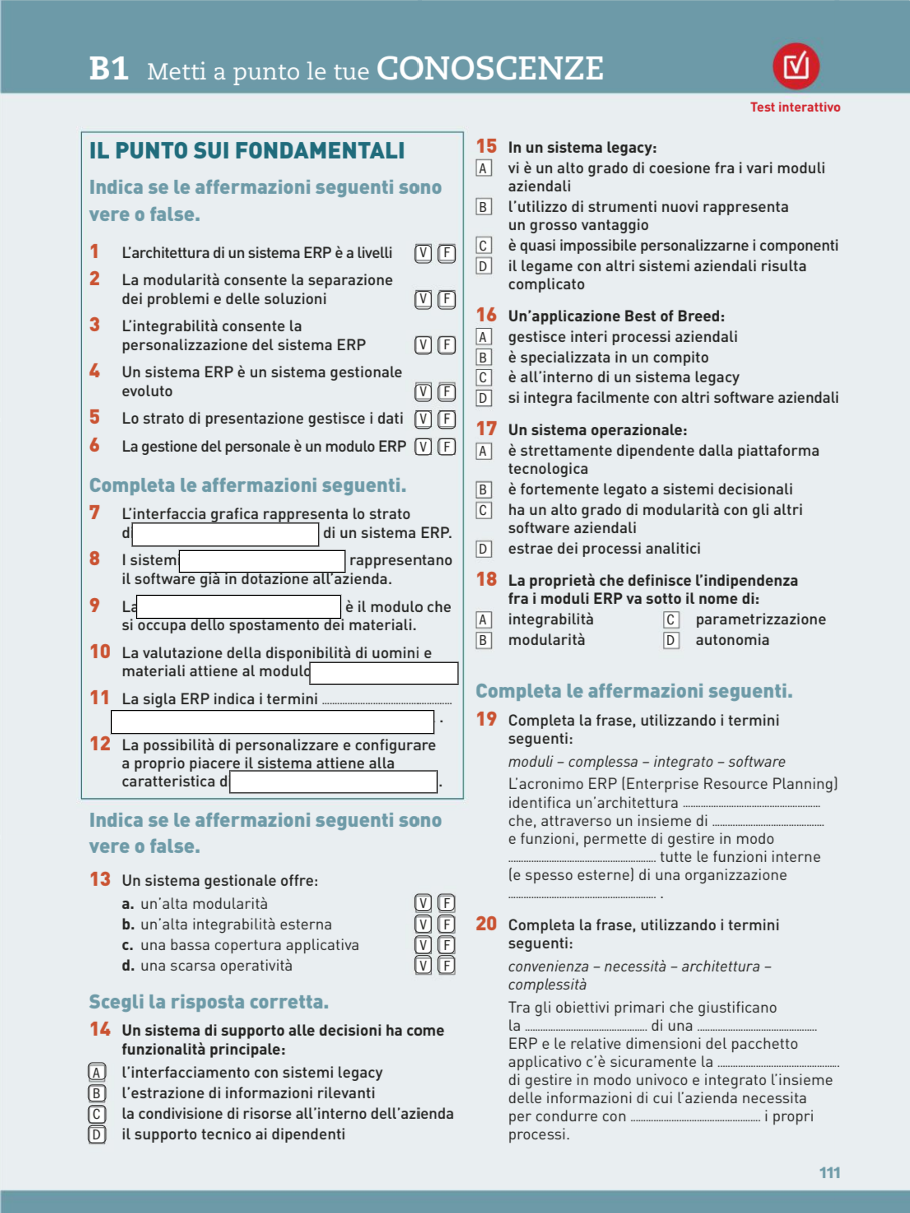 B1 Metti a punto le tue CONOSCENZE
Test interattivo
IL PUNTO SUI FONDAMENTALI
Indica se le affermazioni seguenti sono
vere o false.
1 L'architettura di un sistema ERP è a livelli V F
2 La modularità consente la separazione
dei problemi e delle soluzioni V F
3 L'integrabilità consente la
personalizzazione del sistema ERP V F
4 Un sistema ERP è un sistema gestionale
evoluto V F
5 Lo strato di presentazione gestisce i dati V F
6 La gestione del personale è un modulo ERP V F
Completa le affermazioni seguenti.
7 L'interfaccia grafica rappresenta lo strato
d di un sistema ERP.
8 I sistemi rappresentano
il software già in dotazione all'azienda.
9 La è il modulo che
si occupa dello spostamento dei materiali.
10 La valutazione della disponibilità di uomini e
materiali attiene al modulo
11 La sigla ERP indica i termini ....................
.
12 La possibilità di personalizzare e configurare
a proprio piacere il sistema attiene alla
caratteristica d .
Indica se le affermazioni seguenti sono
vere o false.
13 Un sistema gestionale offre:
a. un'alta modularità V F
b. un'alta integrabilità esterna V F
c. una bassa copertura applicativa V F
d. una scarsa operatività V F
Scegli la risposta corretta.
14 Un sistema di supporto alle decisioni ha come
funzionalità principale:
A l'interfacciamento con sistemi legacy
B l'estrazione di informazioni rilevanti
C la condivisione di risorse all'interno dell'azienda
D il supporto tecnico ai dipendenti
15 In un sistema legacy:
A vi è un alto grado di coesione fra i vari moduli
aziendali
B l'utilizzo di strumenti nuovi rappresenta
un grosso vantaggio
C è quasi impossibile personalizzarne i componenti
D il legame con altri sistemi aziendali risulta
complicato
16 Un'applicazione Best of Breed:
A gestisce interi processi aziendali
B è specializzata in un compito
C è all'interno di un sistema legacy
D si integra facilmente con altri software aziendali
17 Un sistema operazionale:
A è strettamente dipendente dalla piattaforma
tecnologica
B è fortemente legato a sistemi decisionali
C ha un alto grado di modularità con gli altri
software aziendali
D estrae dei processi analitici
18 La proprietà che definisce l'indipendenza
fra i moduli ERP va sotto il nome di:
A integrabilità C parametrizzazione
B modularità D autonomia
Completa le affermazioni seguenti.
19 Completa la frase, utilizzando i termini
seguenti:
moduli – complessa – integrato – software
L'acronimo ERP (Enterprise Resource Planning)
identifica un'architettura ....................
che, attraverso un insieme di ....................
e funzioni, permette di gestire in modo
.................... tutte le funzioni interne
(e spesso esterne) di una organizzazione
.................... .
20 Completa la frase, utilizzando i termini
seguenti:
convenienza – necessità – architettura –
complessità
Tra gli obiettivi primari che giustificano
la .................... di una ....................
ERP e le relative dimensioni del pacchetto
applicativo c'è sicuramente la ....................
di gestire in modo univoco e integrato l'insieme
delle informazioni di cui l'azienda necessita
per condurre con .................... i propri
processi.
111